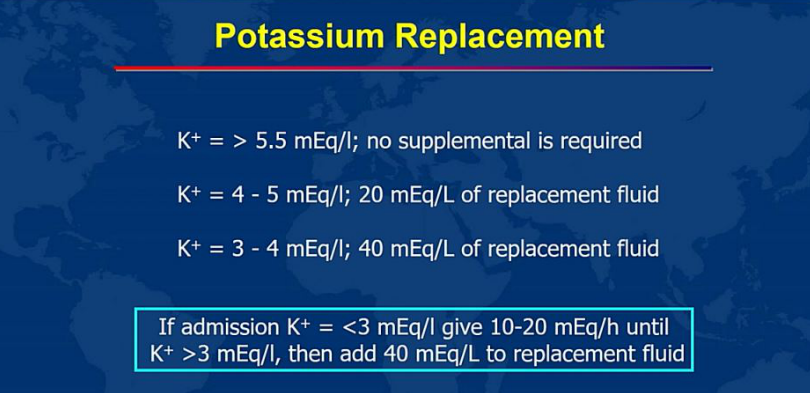 Potassium Replacement
K⁺ = > 5.5 mEq/l; no supplemental is required
K⁺ = 4 - 5 mEq/l; 20 mEq/L of replacement fluid
K⁺ = 3 - 4 mEq/l; 40 mEq/L of replacement fluid
If admission K⁺ = <3 mEq/l give 10-20 mEq/h until
K⁺ >3 mEq/l, then add 40 mEq/L to replacement fluid